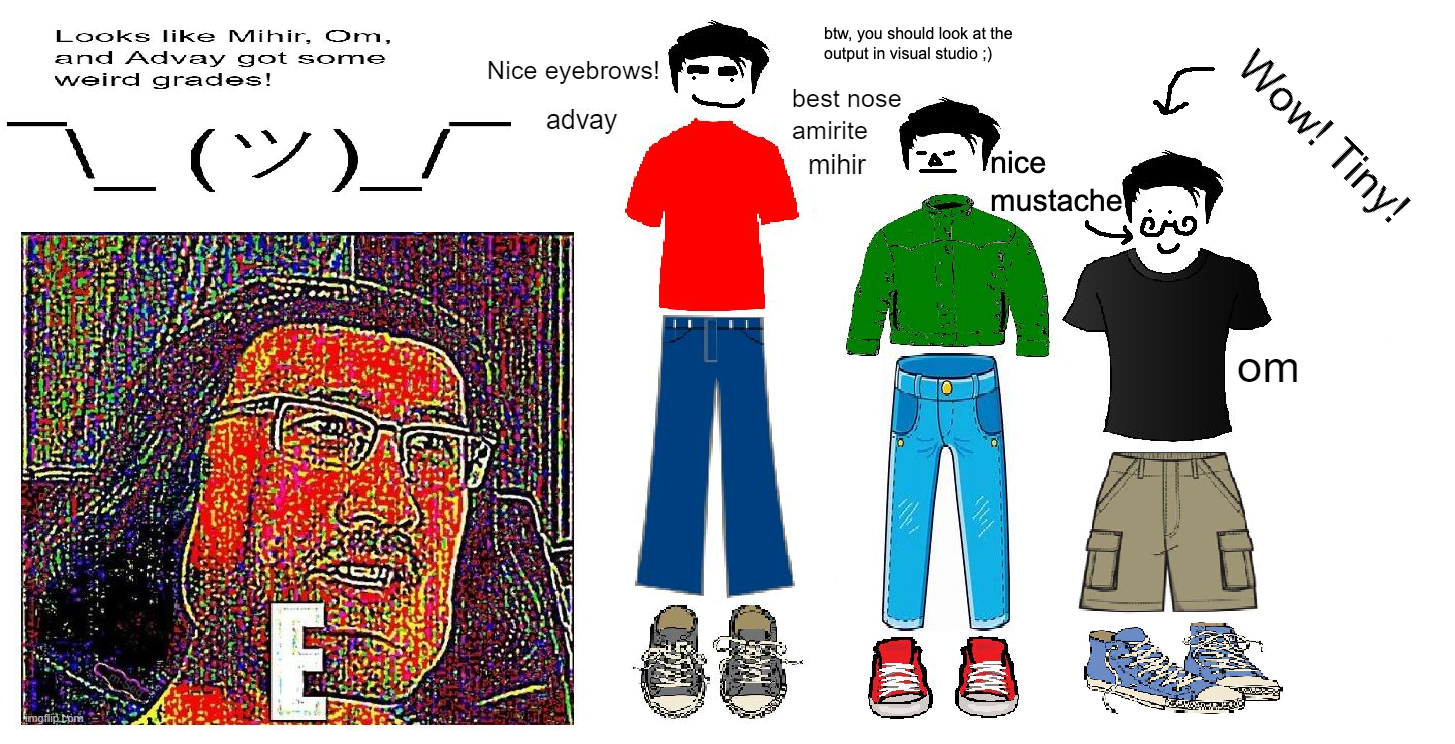 Looks like Mihir, Om,
and Advay got some
weird grades!
¯\_(ツ)_/¯
Nice eyebrows!
advay
btw, you should look at the
output in visual studio ;)
best nose
amirite
mihir
nice
mustache
Wow! Tiny!
om
E
imgflip.com